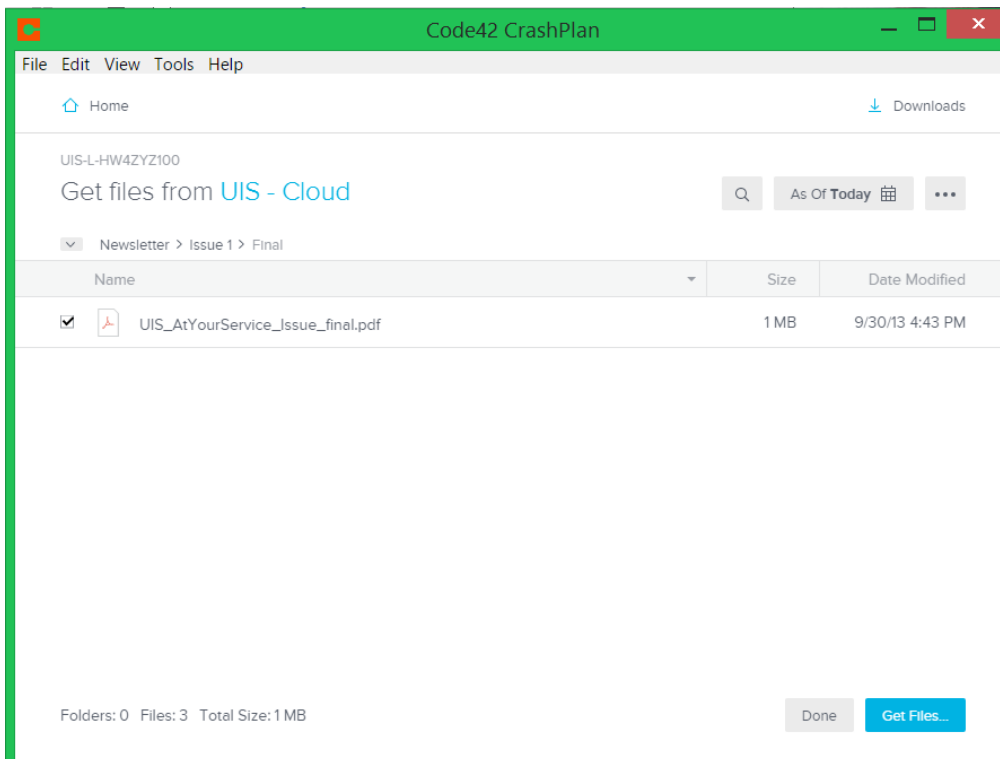 Code42 CrashPlan
File Edit View Tools Help
Home Downloads
UIS-L-HW4ZYZ100
Get files from UIS - Cloud
As Of Today
Newsletter > Issue 1 > Final
Name Size Date Modified
UIS_AtYourService_Issue_final.pdf 1 MB 9/30/13 4:43 PM
Folders: 0 Files: 3 Total Size: 1 MB Done Get Files...